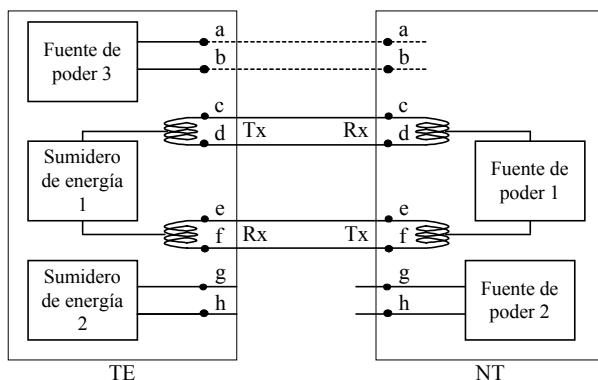 Fuente de
poder 3
a
b
a
b
c
d
Tx
Rx
c
d
Sumidero
de energía
1
Fuente de
poder 1
e
f
Rx
Tx
e
f
Sumidero
de energía
2
g
h
g
h
Fuente de
poder 2
TE
NT